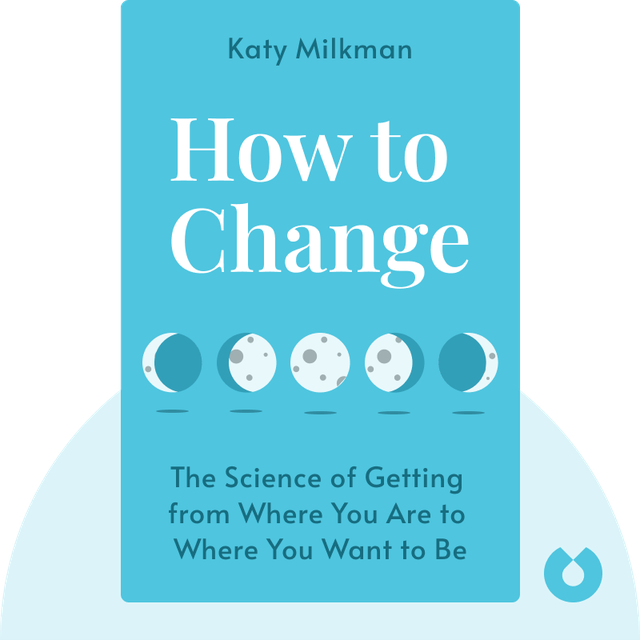 Katy Milkman
How to
Change
The Science of Getting
from Where You Are to
Where You Want to Be